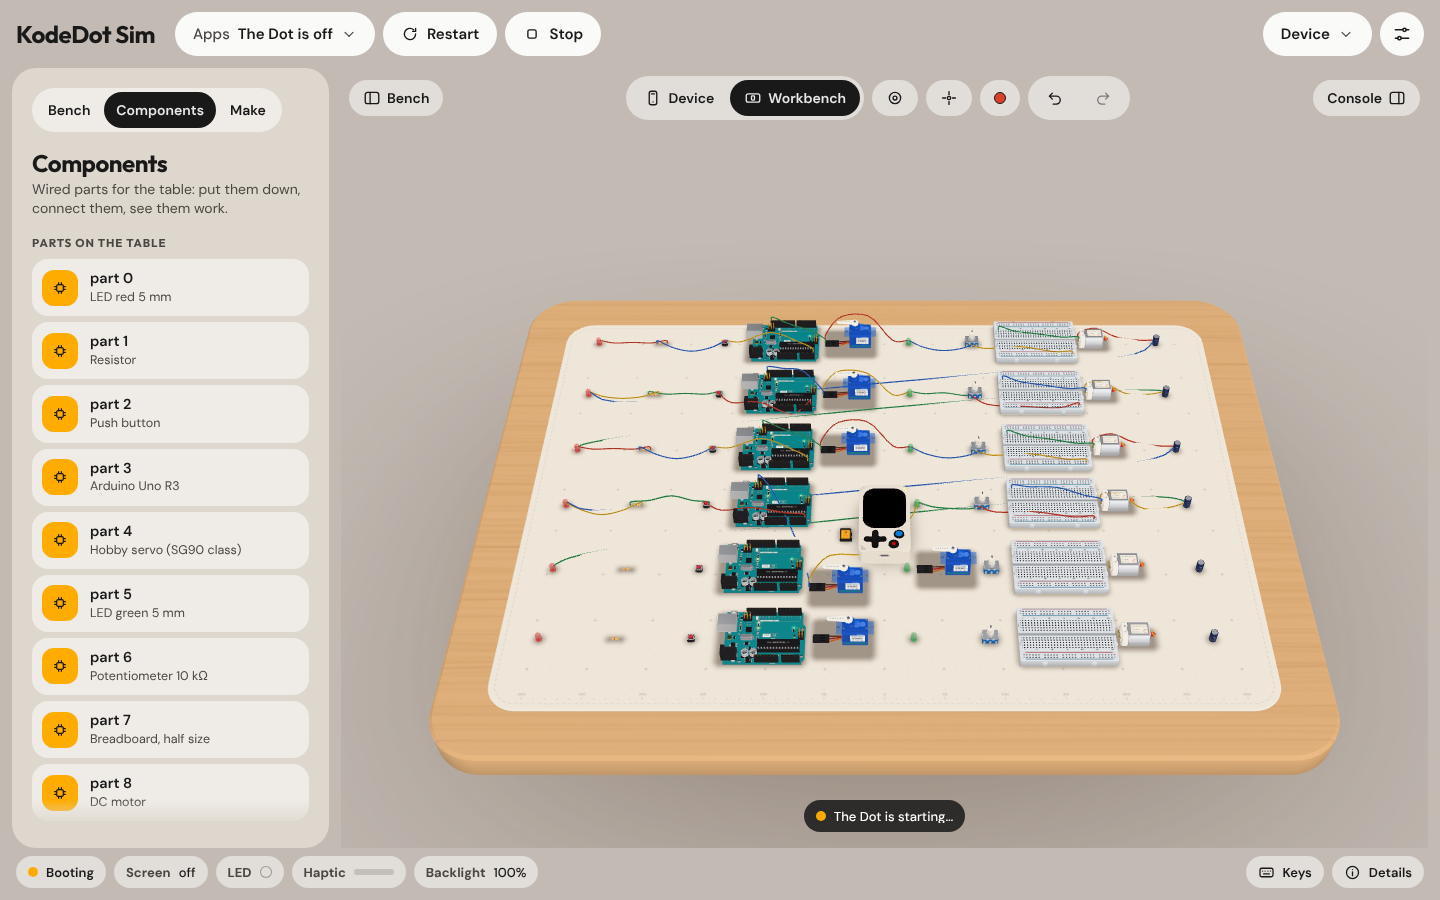 KodeDot Sim
Apps The Dot is off
Restart
Stop
Device
Bench
Components
Make
Bench
Device
Workbench
Console
Components
Wired parts for the table: put them down,
connect them, see them work.
PARTS ON THE TABLE
part 0
LED red 5 mm
part 1
Resistor
part 2
Push button
part 3
Arduino Uno R3
part 4
Hobby servo (SG90 class)
part 5
LED green 5 mm
part 6
Potentiometer 10 kΩ
part 7
Breadboard, half size
part 8
DC motor
The Dot is starting…
Booting
Screen off
LED
Haptic
Backlight 100%
Keys
Details